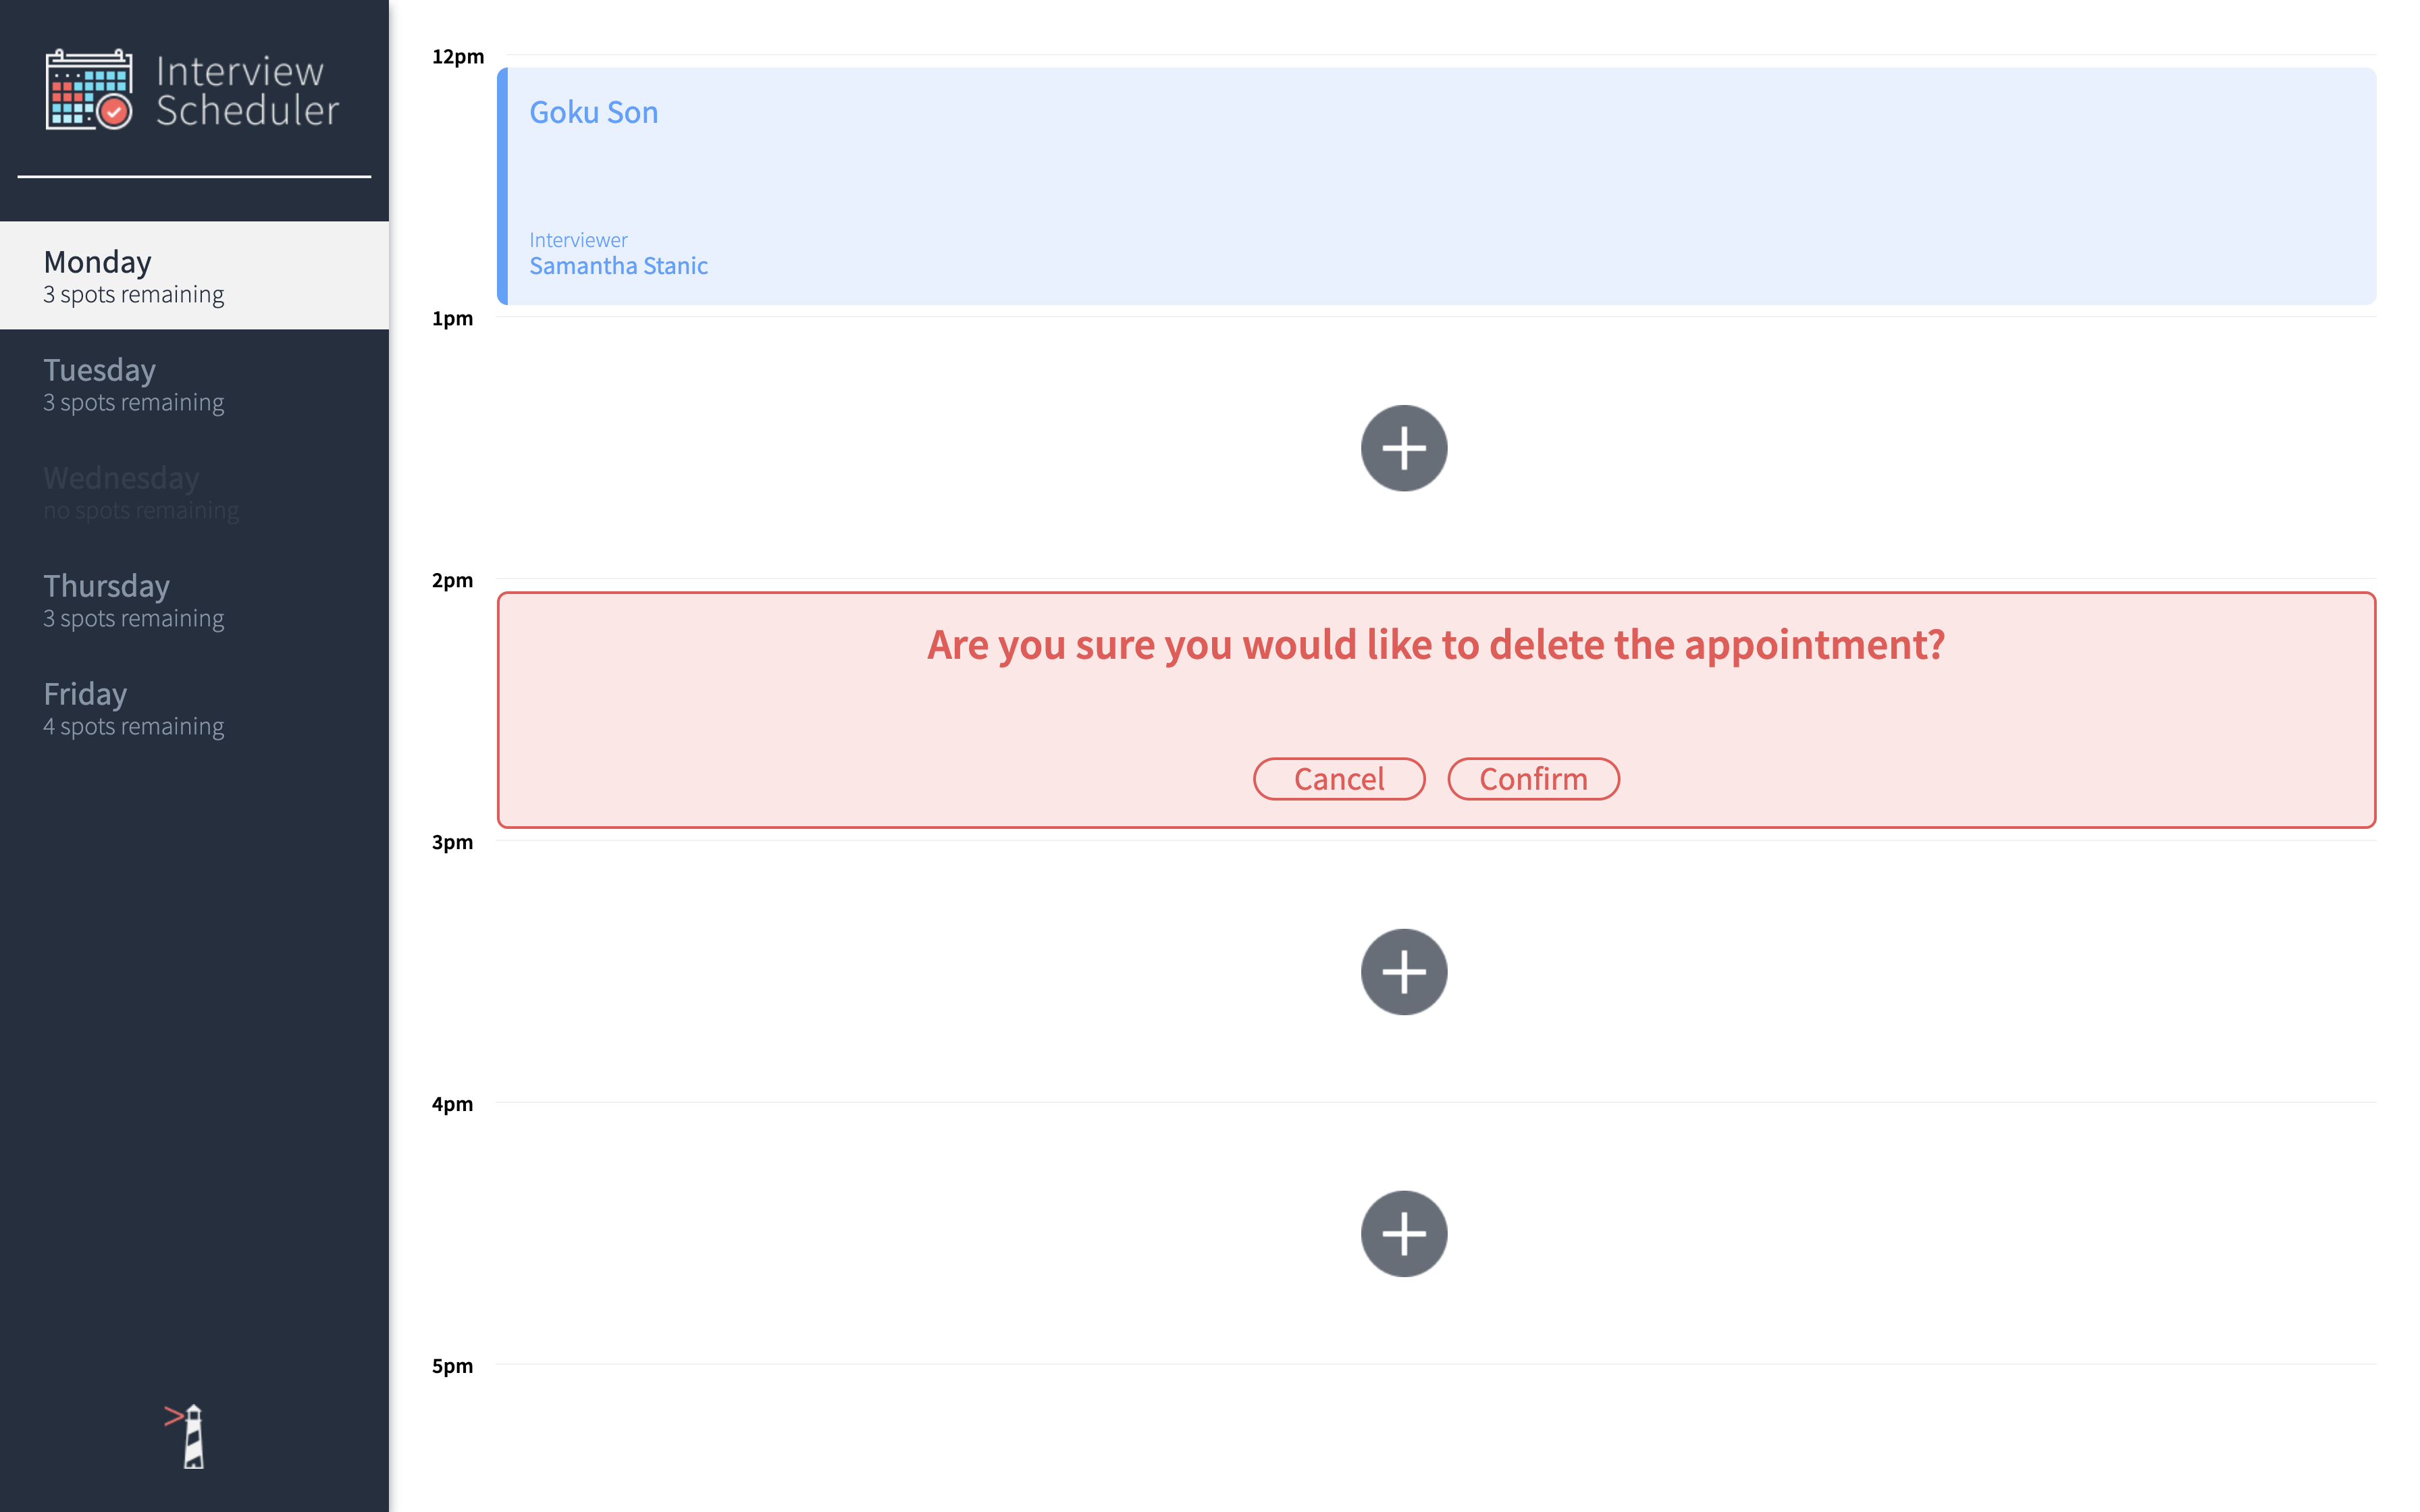 Interview
Scheduler
Monday
3 spots remaining
Tuesday
3 spots remaining
Wednesday
no spots remaining
Thursday
3 spots remaining
Friday
4 spots remaining
12pm
Goku Son
Interviewer
Samantha Stanic
1pm
2pm
Are you sure you would like to delete the appointment?
Cancel Confirm
3pm
4pm
5pm